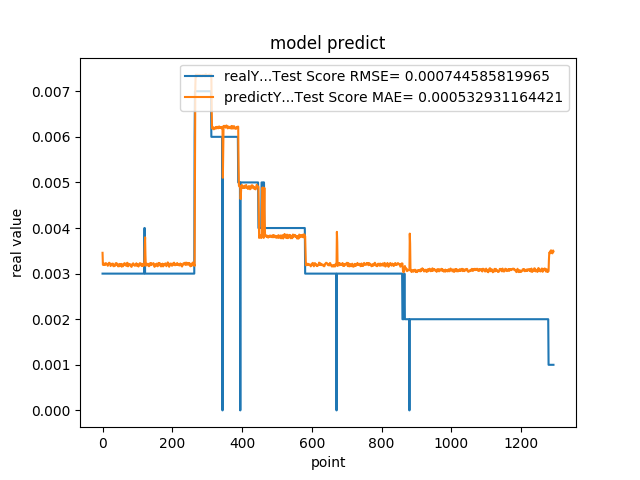 model predict
realY...Test Score RMSE= 0.000744585819965
predictY...Test Score MAE= 0.000532931164421
real value
0.007
0.006
0.005
0.004
0.003
0.002
0.001
0.000
0 200 400 600 800 1000 1200
point